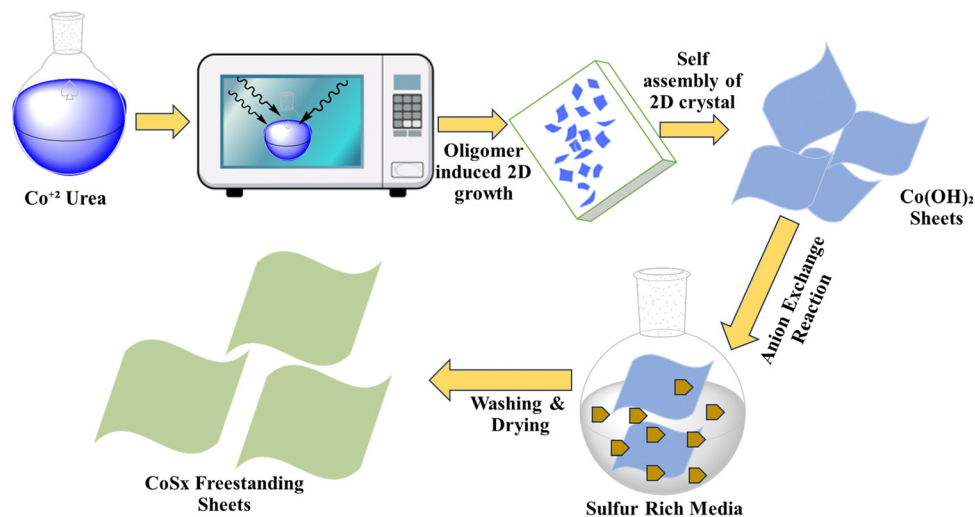 Co⁺² Urea
Oligomer
induced 2D
growth
Self
assembly of
2D crystal
Co(OH)₂
Sheets
Anion Exchange
Reaction
Sulfur Rich Media
Washing &
Drying
CoSx Freestanding
Sheets